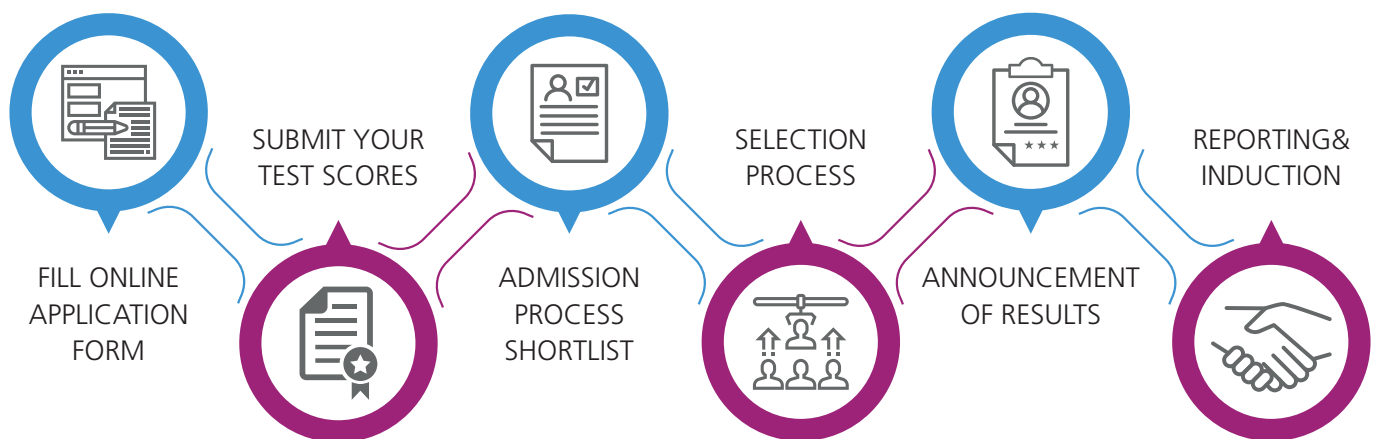 FILL ONLINE
APPLICATION
FORM
SUBMIT YOUR
TEST SCORES
ADMISSION
PROCESS
SHORTLIST
SELECTION
PROCESS
ANNOUNCEMENT
OF RESULTS
REPORTING&
INDUCTION